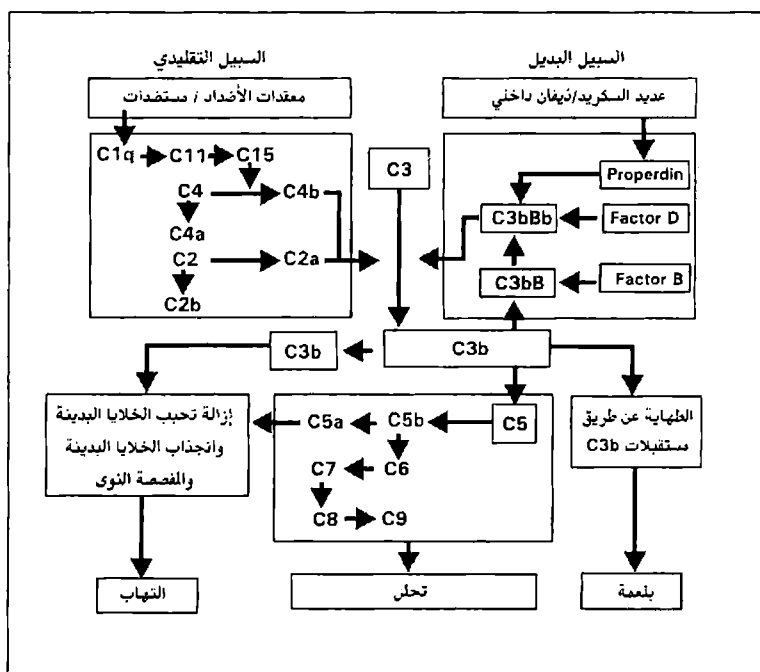 السبيل التقليدي
السبيل البديل
معقدات الأضداد / مستضدات
عديد السكريد/ذيفان داخلي
C1q C11 C15
C4 C4b
C4a
C2 C2a
C2b
C3
Properdin
C3bBb Factor D
C3bB Factor B
C3b C3b
إزالة تحبب الخلايا البدينة
وانجذاب الخلايا البدينة
والمفصصة النوى
C5a C5b C5
C7 C6
C8 C9
الطهاية عن طريق
مستقبلات C3b
التهاب
تحلل
بلعمة